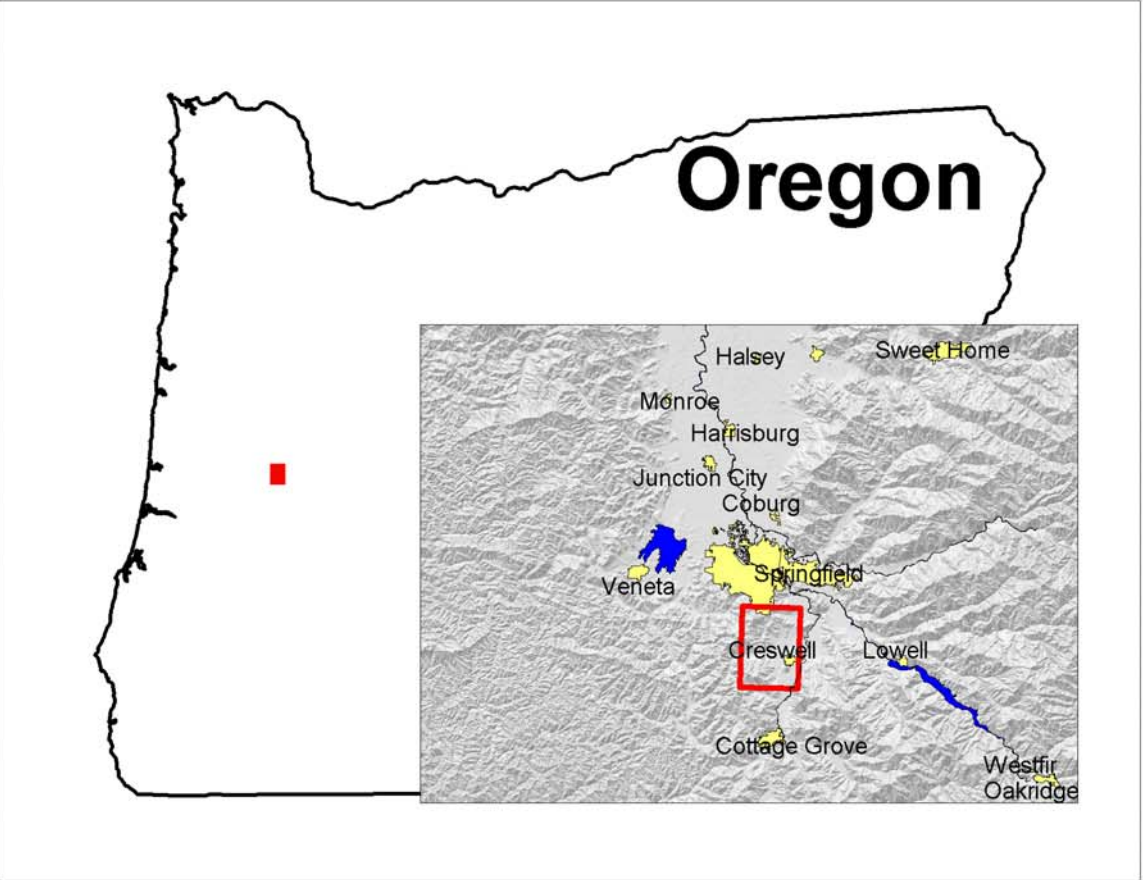 Oregon
Halsey
Sweet Home
Monroe
Harrisburg
Junction City
Coburg
Springfield
Veneta
Creswell
Lowell
Cottage Grove
Westfir
Oakridge